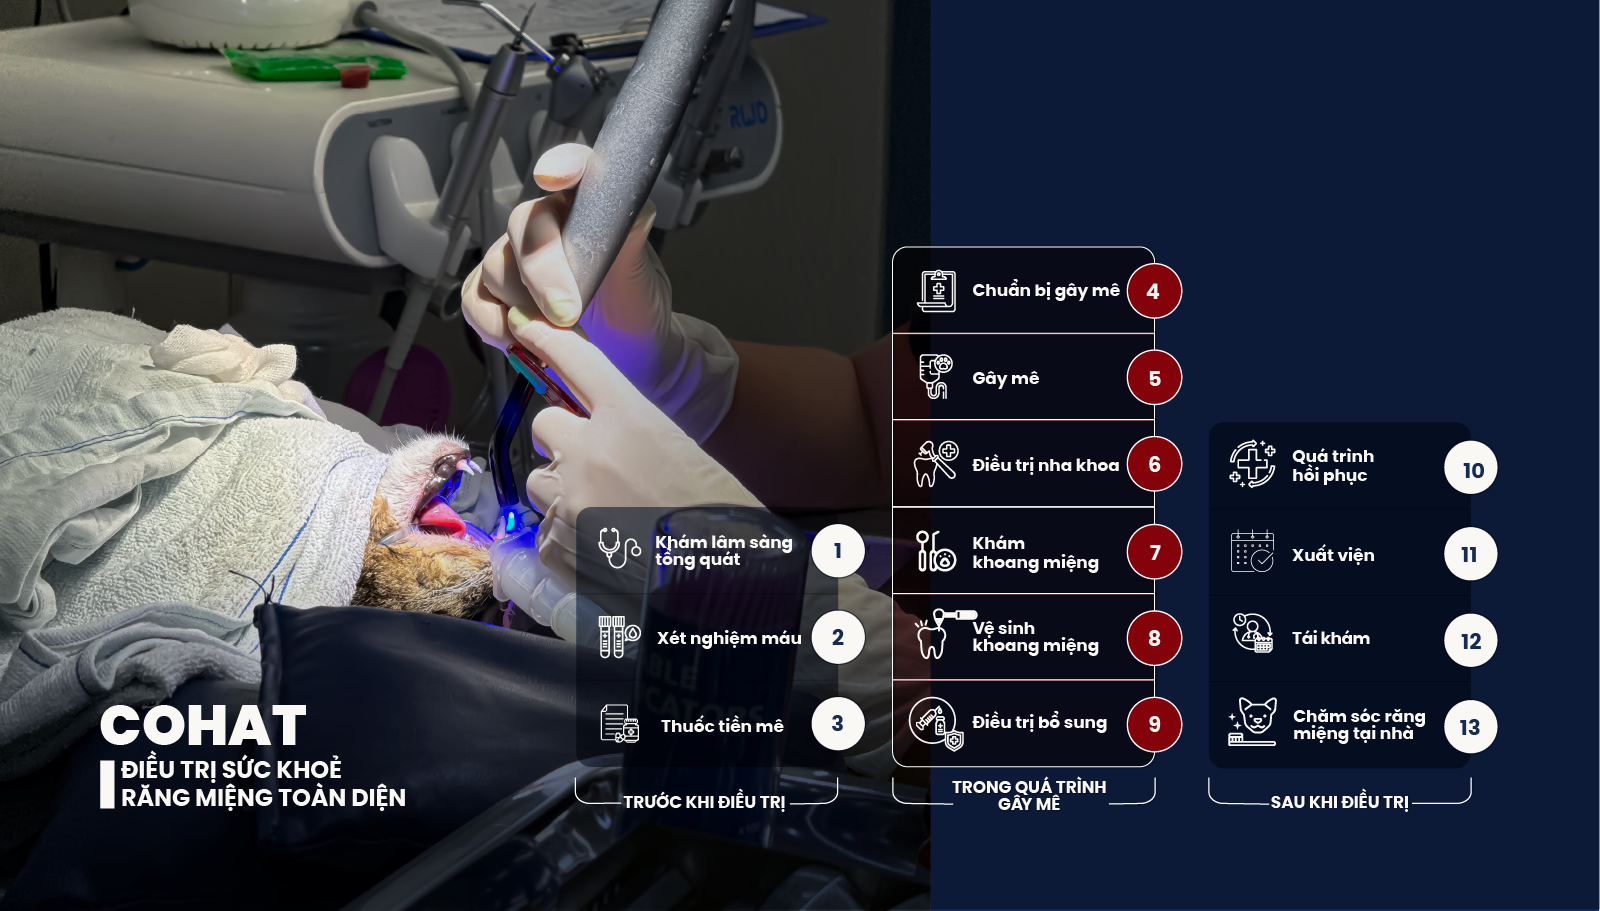 RWD
COHAT
ĐIỀU TRỊ SỨC KHOẺ
RĂNG MIỆNG TOÀN DIỆN
Khám lâm sàng
tổng quát
1
Xét nghiệm máu
2
Thuốc tiền mê
3
TRƯỚC KHI ĐIỀU TRỊ
Chuẩn bị gây mê
4
Gây mê
5
Điều trị nha khoa
6
Khám
khoang miệng
7
Vệ sinh
khoang miệng
8
Điều trị bổ sung
9
TRONG QUÁ TRÌNH
GÂY MÊ
Quá trình
hồi phục
10
Xuất viện
11
Tái khám
12
Chăm sóc răng
miệng tại nhà
13
SAU KHI ĐIỀU TRỊ